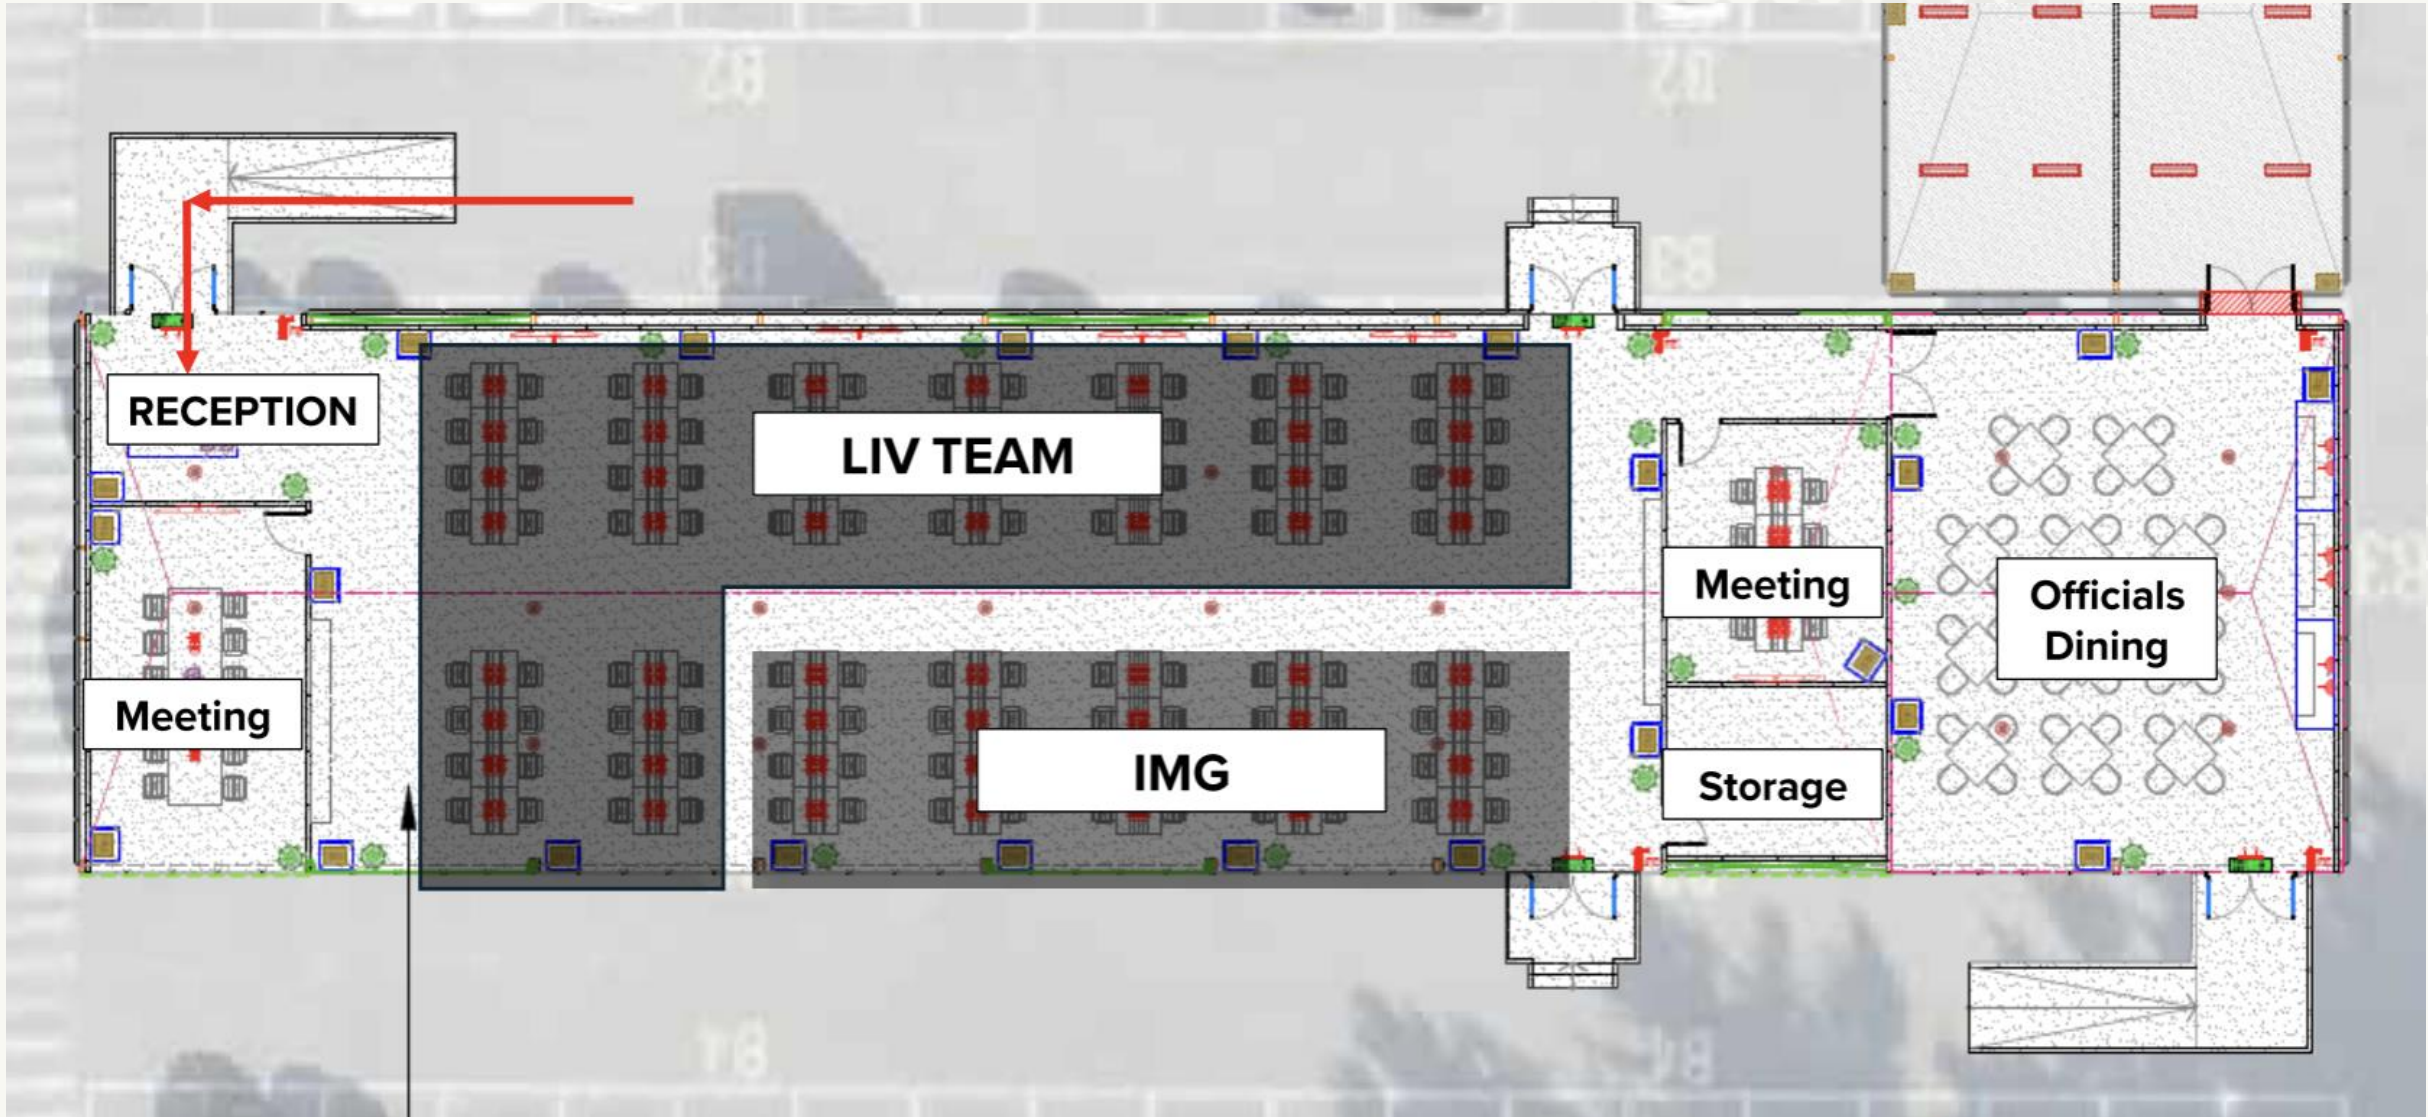 RECEPTION
LIV TEAM
Meeting
Officials
Dining
Meeting
IMG
Storage